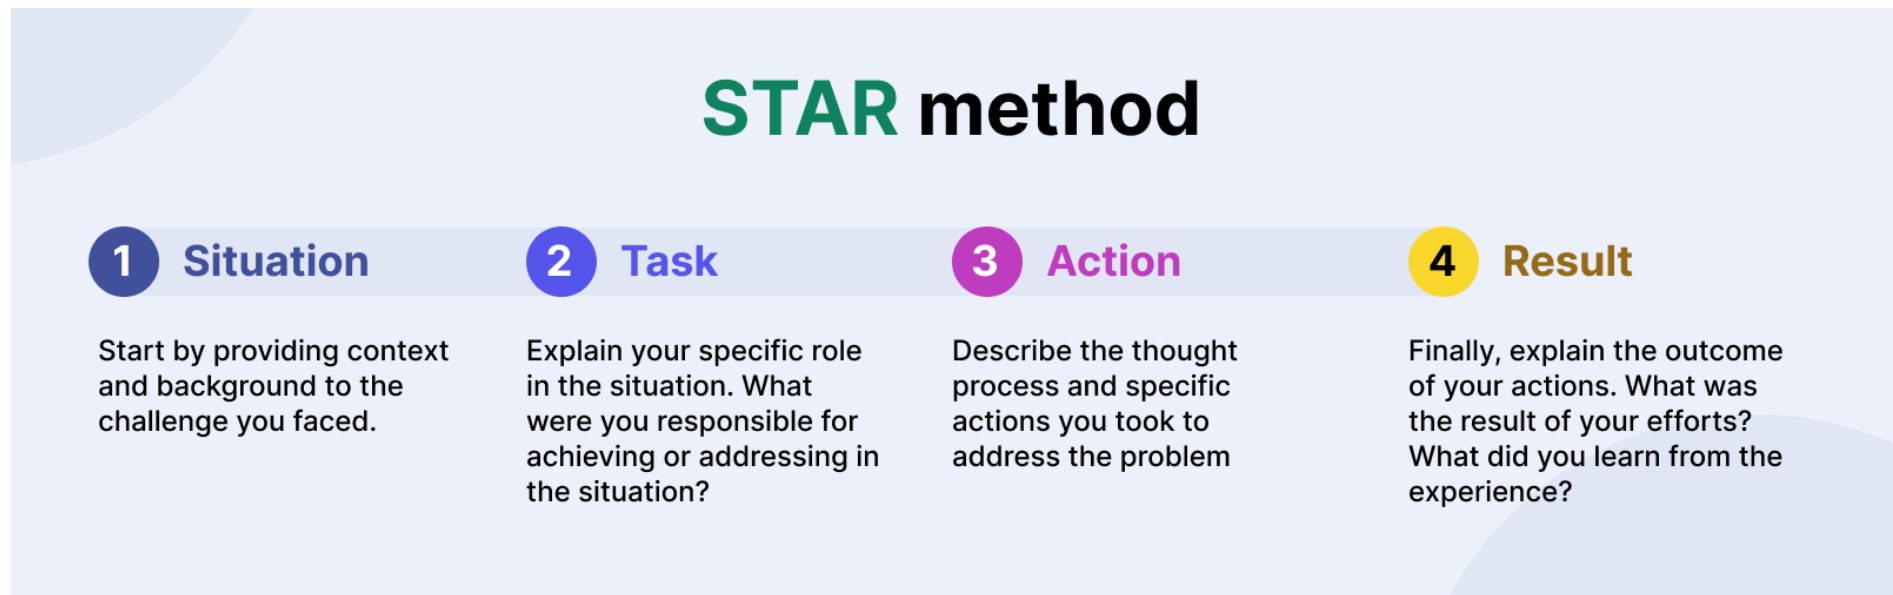 STAR method
1 Situation
Start by providing context
and background to the
challenge you faced.
2 Task
Explain your specific role
in the situation. What
were you responsible for
achieving or addressing in
the situation?
3 Action
Describe the thought
process and specific
actions you took to
address the problem
4 Result
Finally, explain the outcome
of your actions. What was
the result of your efforts?
What did you learn from the
experience?